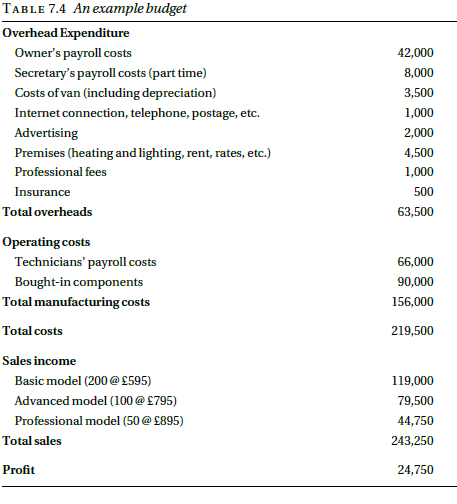 TABLE 7.4 An example budget
Overhead Expenditure
Owner's payroll costs 42,000
Secretary's payroll costs (part time) 8,000
Costs of van (including depreciation) 3,500
Internet connection, telephone, postage, etc. 1,000
Advertising 2,000
Premises (heating and lighting, rent, rates, etc.) 4,500
Professional fees 1,000
Insurance 500
Total overheads 63,500
Operating costs
Technicians' payroll costs 66,000
Bought-in components 90,000
Total manufacturing costs 156,000
Total costs 219,500
Sales income
Basic model (200 @ £595) 119,000
Advanced model (100 @ £795) 79,500
Professional model (50 @ £895) 44,750
Total sales 243,250
Profit 24,750